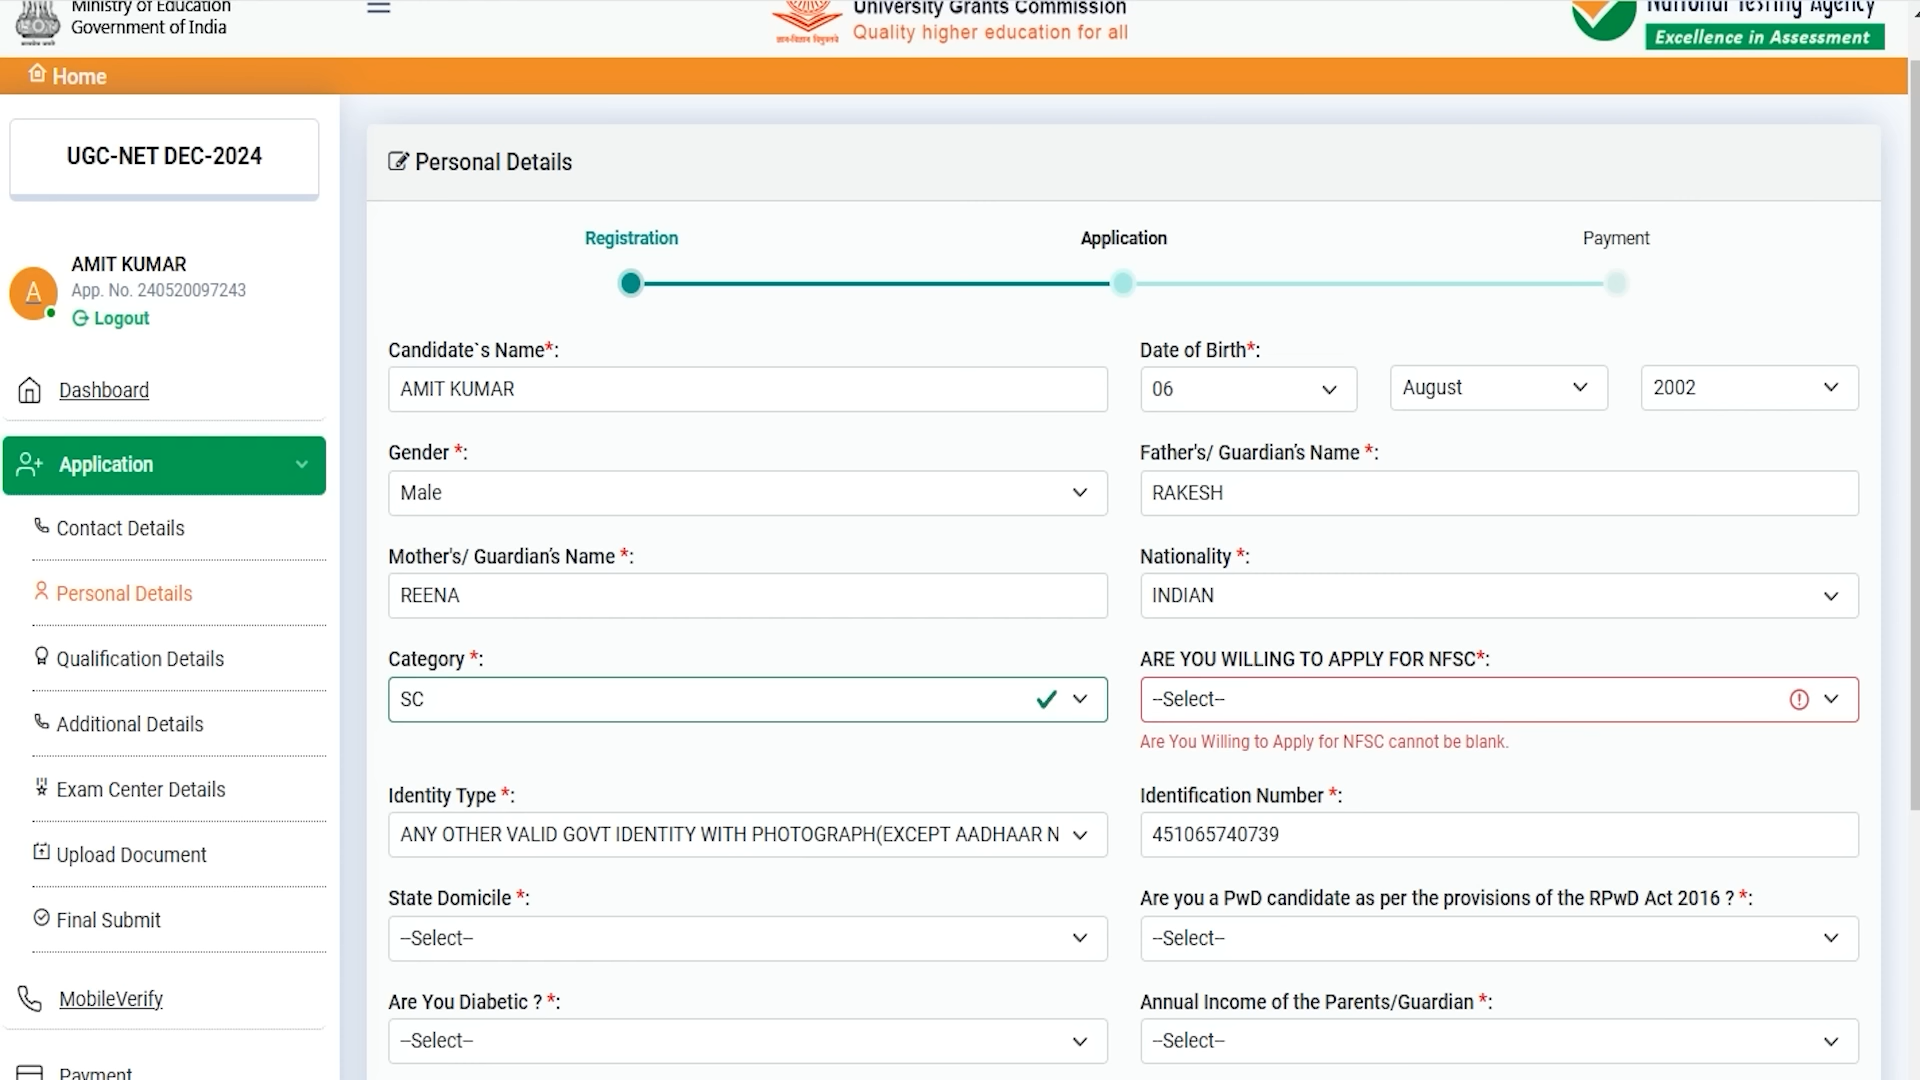 Ministry of Education
Government of India
University Grants Commission
Quality higher education for all
National Testing Agency
Excellence in Assessment
Home
UGC-NET DEC-2024
A
AMIT KUMAR
App. No. 240520097243
Logout
Dashboard
Application
Contact Details
Personal Details
Qualification Details
Additional Details
Exam Center Details
Upload Document
Final Submit
MobileVerify
Payment
Personal Details
Registration
Application
Payment
Candidate`s Name*:
AMIT KUMAR
Date of Birth*:
06
August
2002
Gender *:
Male
Father's/ Guardian’s Name *:
RAKESH
Mother's/ Guardian’s Name *:
REENA
Nationality *:
INDIAN
Category *:
SC
ARE YOU WILLING TO APPLY FOR NFSC*:
--Select--
Are You Willing to Apply for NFSC cannot be blank.
Identity Type *:
ANY OTHER VALID GOVT IDENTITY WITH PHOTOGRAPH(EXCEPT AADHAAR N
Identification Number *:
451065740739
State Domicile *:
--Select--
Are you a PwD candidate as per the provisions of the RPwD Act 2016 ? *:
--Select--
Are You Diabetic ? *:
--Select--
Annual Income of the Parents/Guardian *:
--Select--